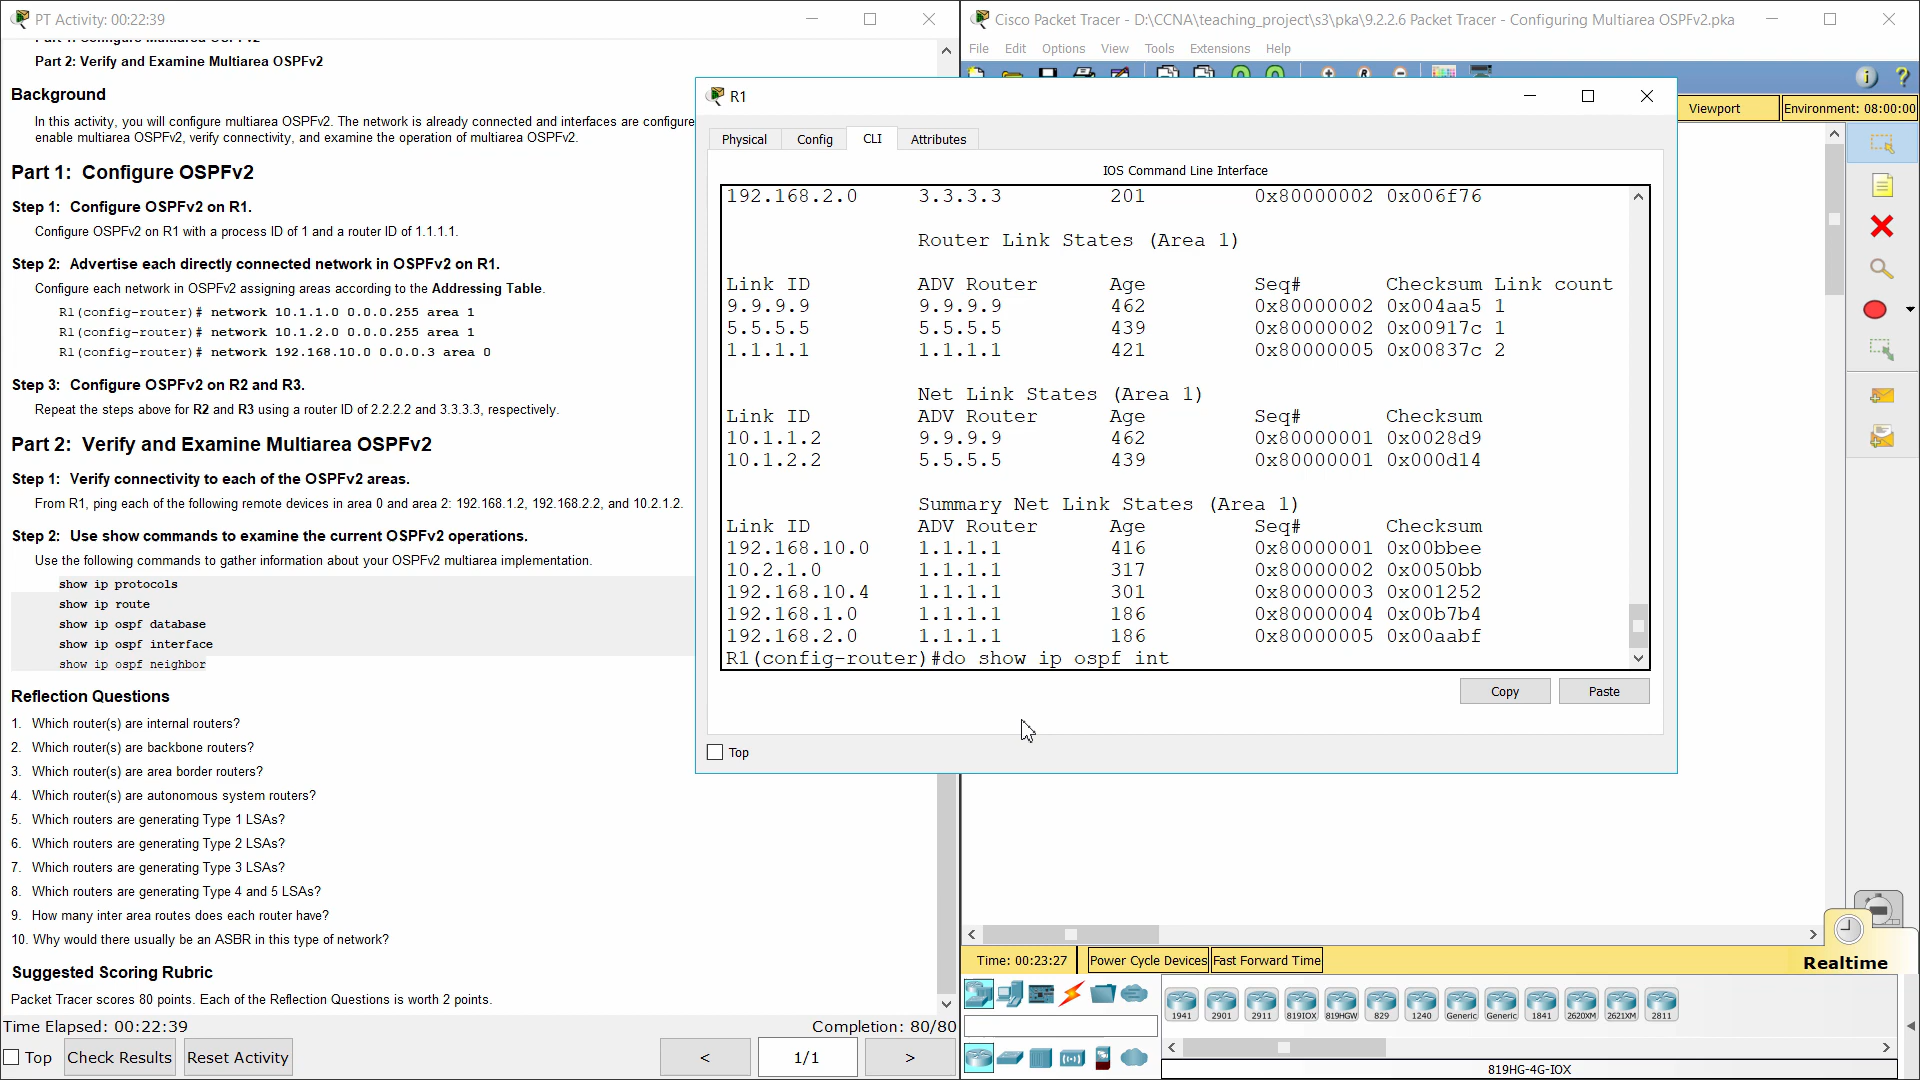 PT Activity: 00:22:39
Part 2: Verify and Examine Multiarea OSPFv2
Background
In this activity, you will configure multiarea OSPFv2. The network is already connected and interfaces are configure
enable multiarea OSPFv2, verify connectivity, and examine the operation of multiarea OSPFv2.
Part 1: Configure OSPFv2
Step 1: Configure OSPFv2 on R1.
Configure OSPFv2 on R1 with a process ID of 1 and a router ID of 1.1.1.1.
Step 2: Advertise each directly connected network in OSPFv2 on R1.
Configure each network in OSPFv2 assigning areas according to the Addressing Table.
R1(config-router)# network 10.1.1.0 0.0.0.255 area 1
R1(config-router)# network 10.1.2.0 0.0.0.255 area 1
R1(config-router)# network 192.168.10.0 0.0.0.3 area 0
Step 3: Configure OSPFv2 on R2 and R3.
Repeat the steps above for R2 and R3 using a router ID of 2.2.2.2 and 3.3.3.3, respectively.
Part 2: Verify and Examine Multiarea OSPFv2
Step 1: Verify connectivity to each of the OSPFv2 areas.
From R1, ping each of the following remote devices in area 0 and area 2: 192.168.1.2, 192.168.2.2, and 10.2.1.2.
Step 2: Use show commands to examine the current OSPFv2 operations.
Use the following commands to gather information about your OSPFv2 multiarea implementation.
show ip protocols
show ip route
show ip ospf database
show ip ospf interface
show ip ospf neighbor
Reflection Questions
1. Which router(s) are internal routers?
2. Which router(s) are backbone routers?
3. Which router(s) are area border routers?
4. Which router(s) are autonomous system routers?
5. Which routers are generating Type 1 LSAs?
6. Which routers are generating Type 2 LSAs?
7. Which routers are generating Type 3 LSAs?
8. Which routers are generating Type 4 and 5 LSAs?
9. How many inter area routes does each router have?
10. Why would there usually be an ASBR in this type of network?
Suggested Scoring Rubric
Packet Tracer scores 80 points. Each of the Reflection Questions is worth 2 points.
Time Elapsed: 00:22:39 Completion: 80/80
Top Check Results Reset Activity < 1/1 >
Cisco Packet Tracer - D:\CCNA\teaching_project\s3\pka\9.2.2.6 Packet Tracer - Configuring Multiarea OSPFv2.pka
File Edit Options View Tools Extensions Help
Viewport Environment: 08:00:00
R1
Physical Config CLI Attributes
IOS Command Line Interface
192.168.2.0 3.3.3.3 201 0x80000002 0x006f76
Router Link States (Area 1)
Link ID ADV Router Age Seq# Checksum Link count
9.9.9.9 9.9.9.9 462 0x80000002 0x004aa5 1
5.5.5.5 5.5.5.5 439 0x80000002 0x00917c 1
1.1.1.1 1.1.1.1 421 0x80000005 0x00837c 2
Net Link States (Area 1)
Link ID ADV Router Age Seq# Checksum
10.1.1.2 9.9.9.9 462 0x80000001 0x0028d9
10.1.2.2 5.5.5.5 439 0x80000001 0x000d14
Summary Net Link States (Area 1)
Link ID ADV Router Age Seq# Checksum
192.168.10.0 1.1.1.1 416 0x80000001 0x00bbee
10.2.1.0 1.1.1.1 317 0x80000002 0x0050bb
192.168.10.4 1.1.1.1 301 0x80000003 0x001252
192.168.1.0 1.1.1.1 186 0x80000004 0x00b7b4
192.168.2.0 1.1.1.1 186 0x80000005 0x00aabf
R1(config-router)#do show ip ospf int
Copy Paste
Top
Time: 00:23:27 Power Cycle Devices Fast Forward Time
Realtime
1941 2901 2911 819IOX 819HGW 829 1240 Generic Generic 1841 2620XM 2621XM 2811
819HG-4G-IOX